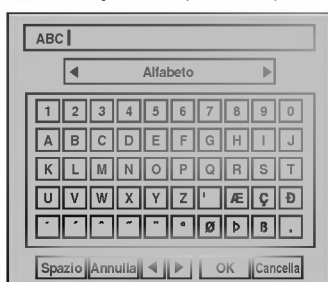 ABC
Alfabeto
1 2 3 4 5 6 7 8 9 0
A B C D E F G H I J
K L M N O P Q R S T
U V W X Y Z ' Æ Ç Ð
Ø Þ ß .
Spazio Annulla OK Cancella